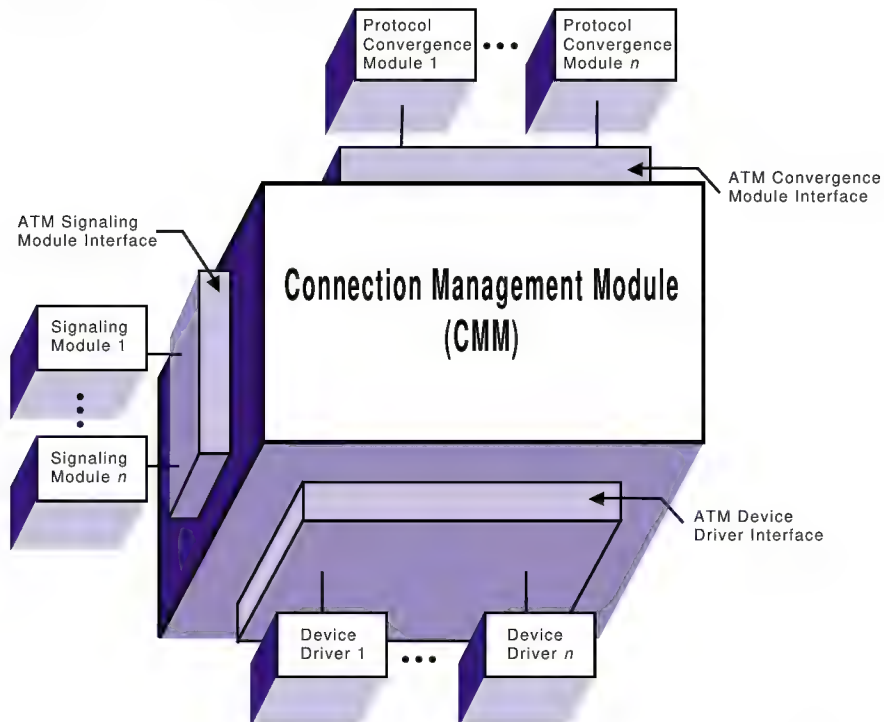 Protocol
Convergence
Module 1
•••
Protocol
Convergence
Module n
ATM Convergence
Module Interface
ATM Signaling
Module Interface
Connection Management Module
(CMM)
Signaling
Module 1
•••
Signaling
Module n
ATM Device
Driver Interface
Device
Driver 1
•••
Device
Driver n